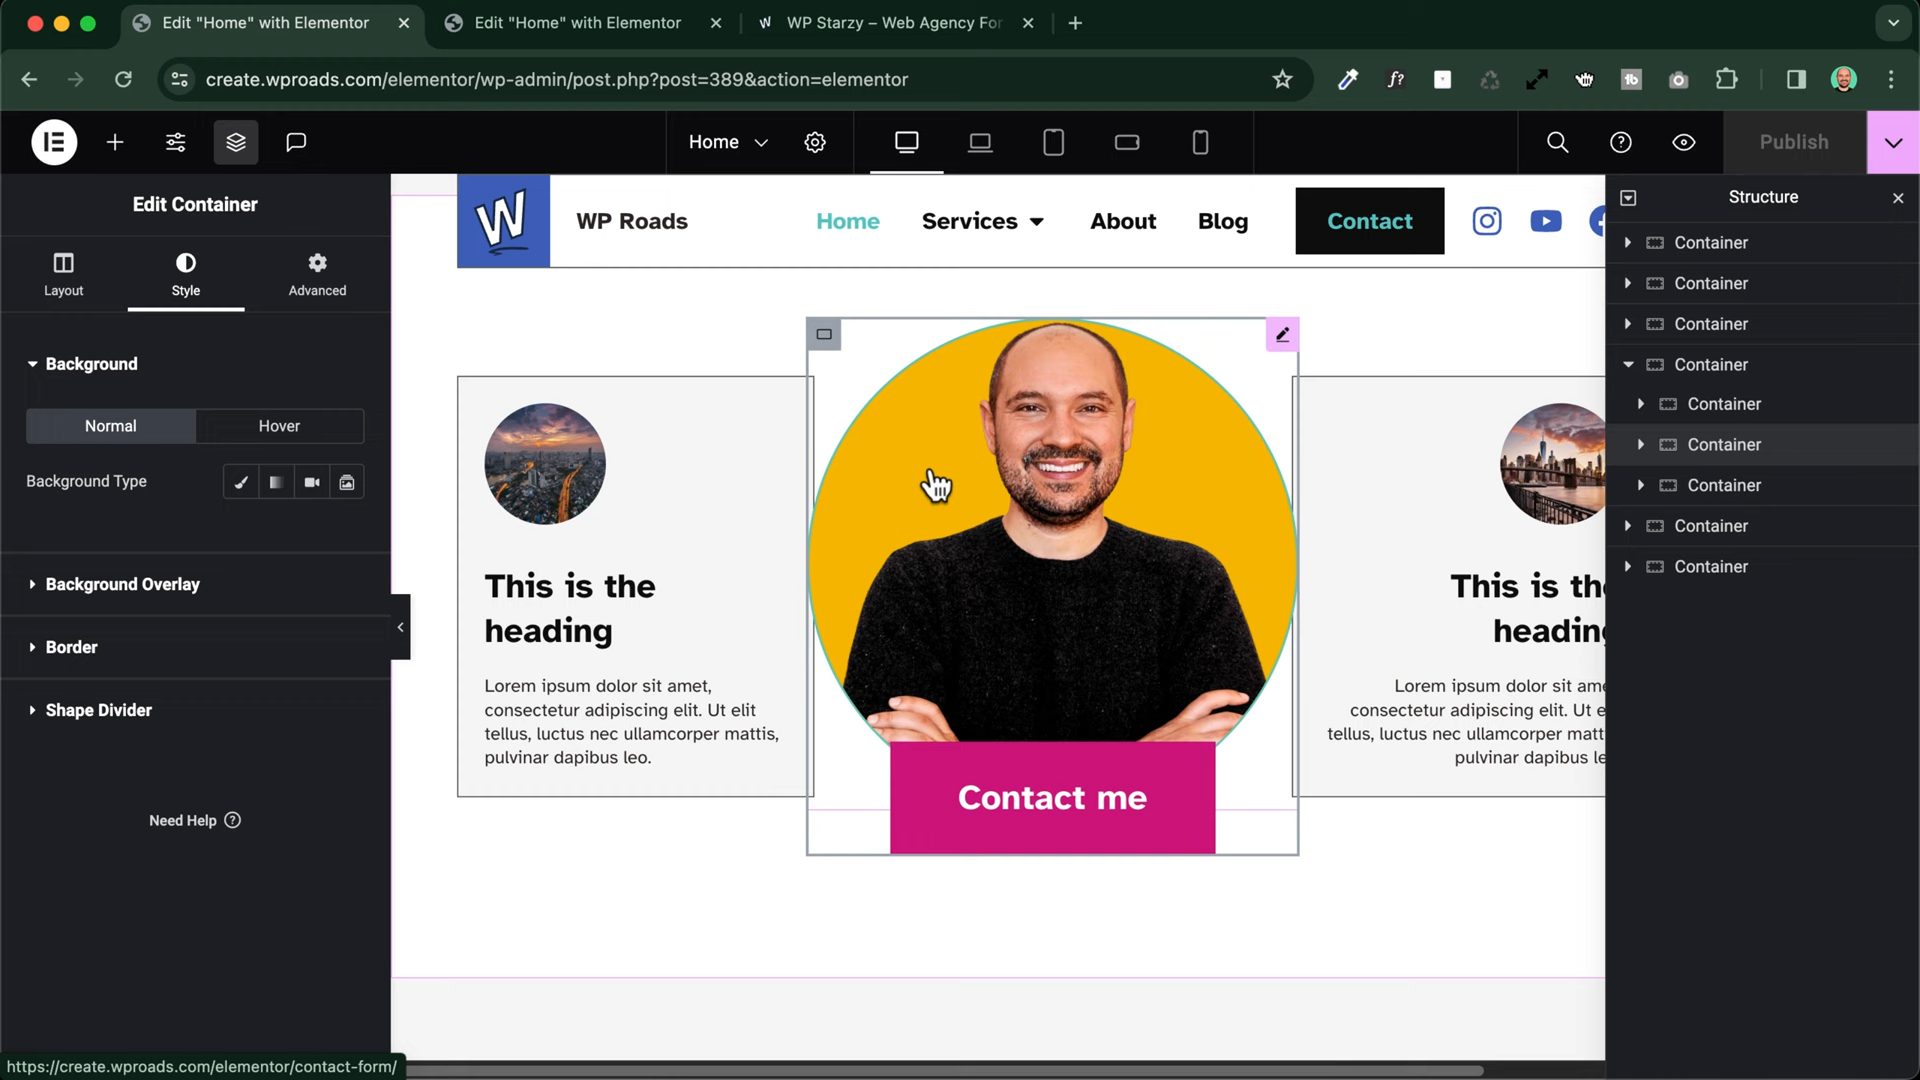 Edit "Home" with Elementor
Edit "Home" with Elementor
WP Starzy – Web Agency For
create.wproads.com/elementor/wp-admin/post.php?post=389&action=elementor
Home
Publish
Edit Container
Layout
Style
Advanced
Background
Normal
Hover
Background Type
Background Overlay
Border
Shape Divider
Need Help
W
WP Roads
Home
Services
About
Blog
Contact
This is the
heading
Lorem ipsum dolor sit amet,
consectetur adipiscing elit. Ut elit
tellus, luctus nec ullamcorper mattis,
pulvinar dapibus leo.
Contact me
This is the
heading
Lorem ipsum dolor sit ame
consectetur adipiscing elit. Ut e
tellus, luctus nec ullamcorper matt
pulvinar dapibus le
Structure
Container
Container
Container
Container
Container
Container
Container
Container
Container
https://create.wproads.com/elementor/contact-form/